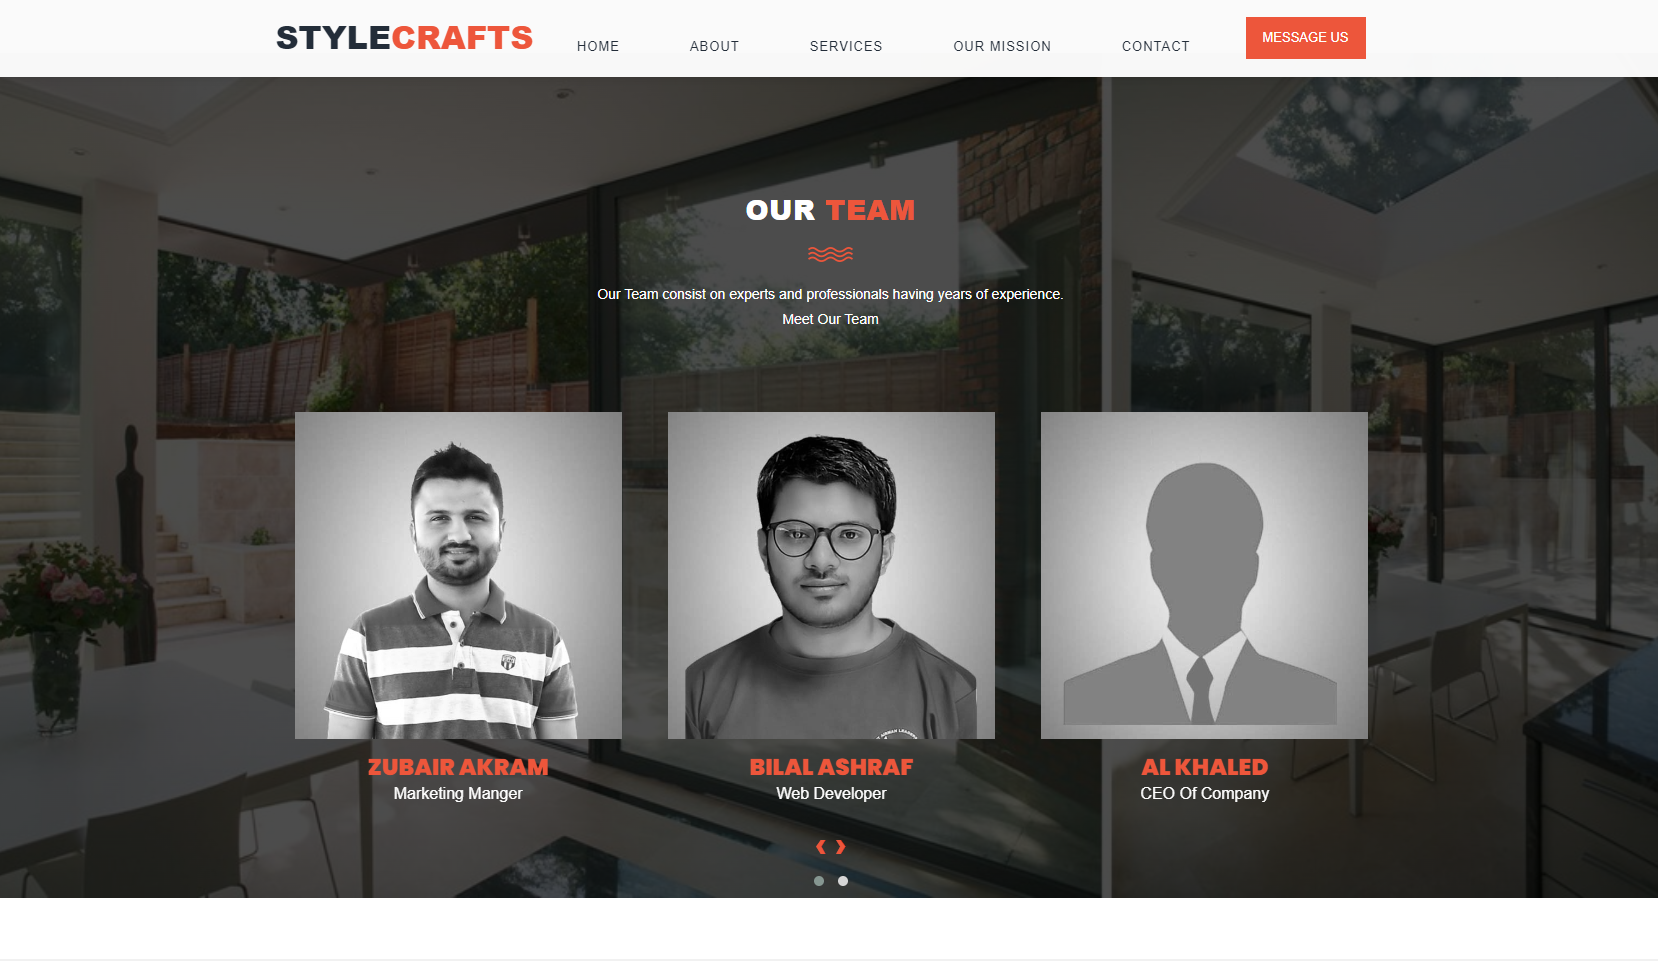 STYLECRAFTS
HOME
ABOUT
SERVICES
OUR MISSION
CONTACT
MESSAGE US
OUR TEAM
Our Team consist on experts and professionals having years of experience.
Meet Our Team
ZUBAIR AKRAM
Marketing Manger
BILAL ASHRAF
Web Developer
AL KHALED
CEO Of Company